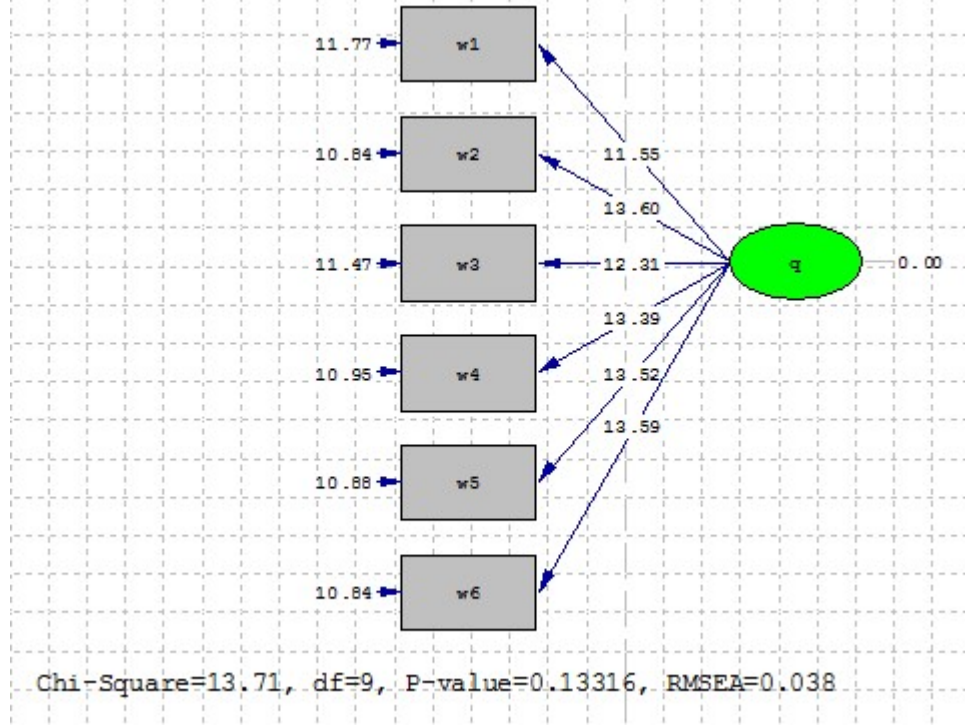 11.77 w1
11.55
10.84 w2
13.60
11.47 w3 12.31 q 0.00
13.39
10.95 w4
13.52
13.59
10.88 w5
10.84 w6
Chi-Square=13.71, df=9, P-value=0.13316, RMSEA=0.038